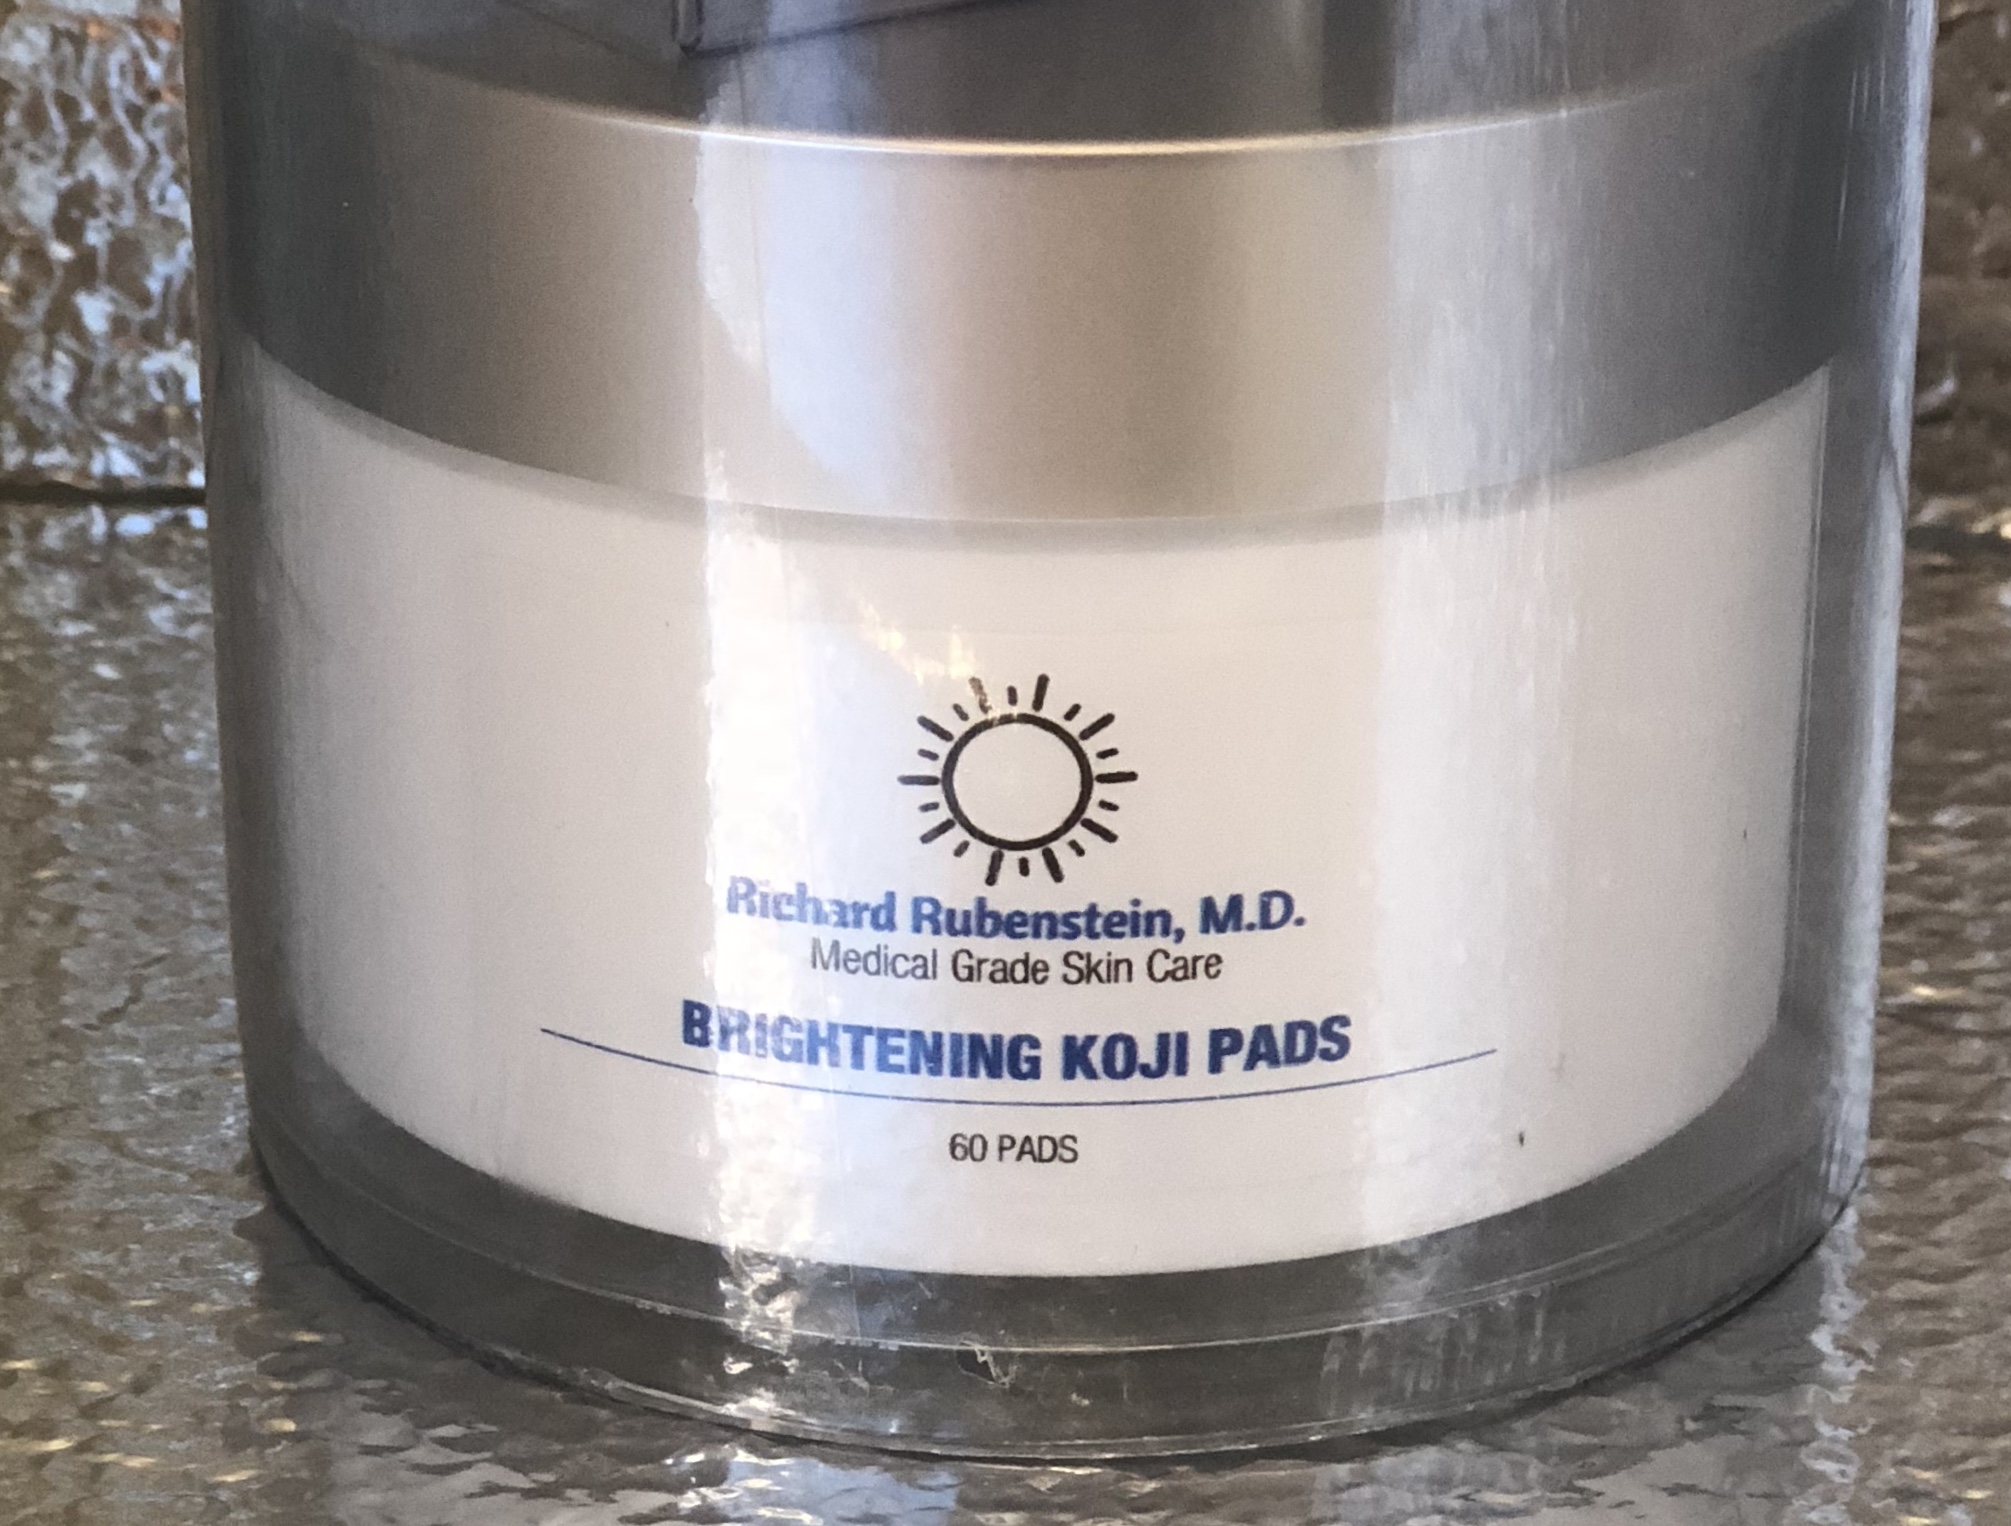 Richard Rubenstein, M.D.
Medical Grade Skin Care
BRIGHTENING KOJI PADS
60 PADS